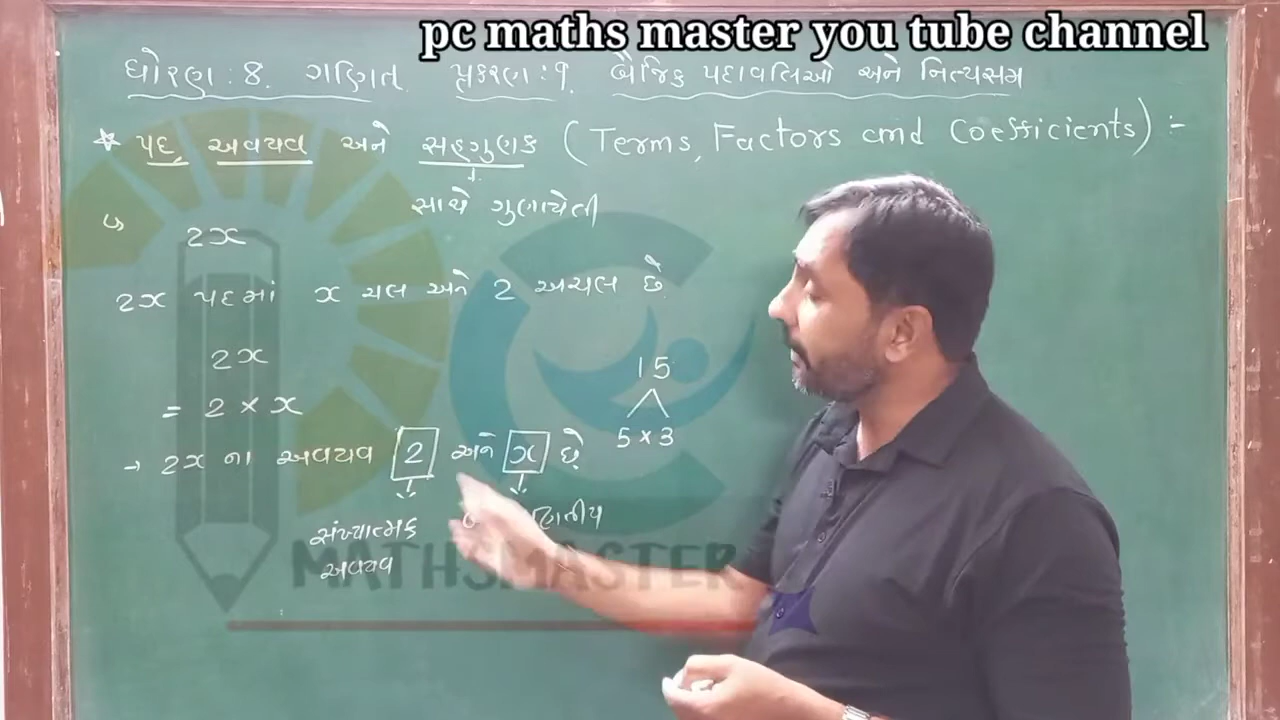 pc maths master you tube channel
ધોરણ : 8. ગણિત પ્રકરણ : 9. બૈજિક પદાવલિઓ અને નિત્યસમ
* પદ, અવયવ અને સહગુણક (Terms, Factors and Coefficients) :-
સાથે ગુણાયેલી
2x
2x પદમાં x ચલ અને 2 અચલ છે.
2x
15
= 2 × x
5 × 3
→ 2x ના અવયવ 2 અને x છે
સંખ્યાત્મક
અવયવ
MATHSMASTER